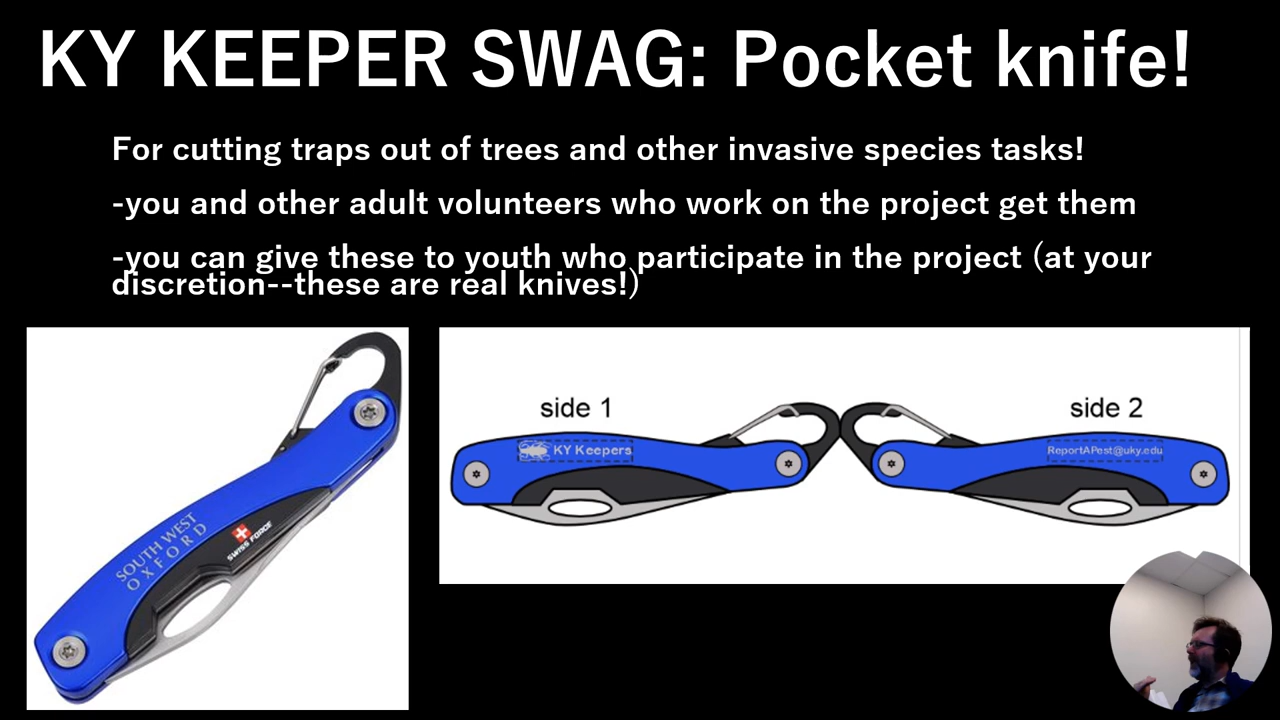 KY KEEPER SWAG: Pocket knife!
For cutting traps out of trees and other invasive species tasks!
-you and other adult volunteers who work on the project get them
-you can give these to youth who participate in the project (at your
discretion--these are real knives!)
SOUTH WEST
OXFORD
SWISS FORCE
side 1
side 2
KY Keepers
ReportAPest@uky.edu